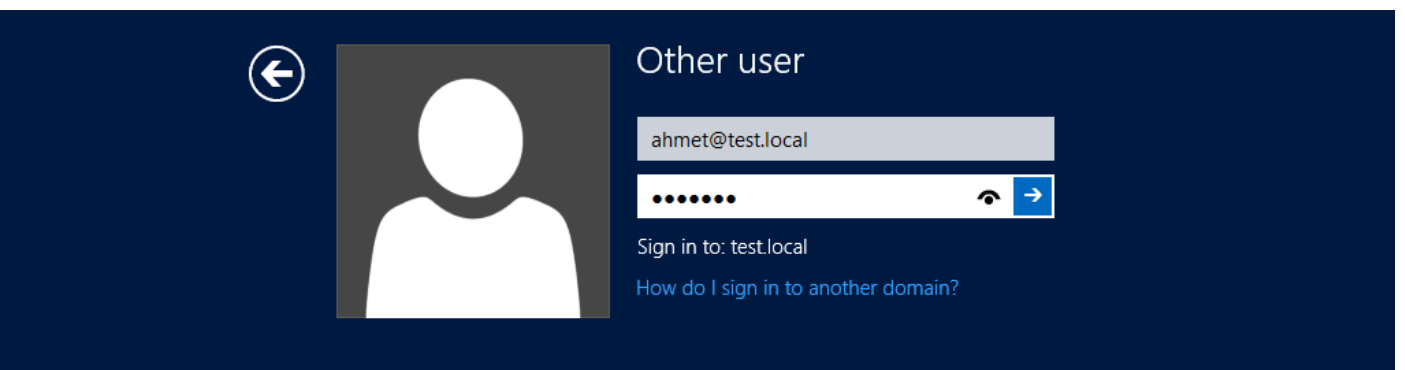 Other user
ahmet@test.local
•••••••
Sign in to: test.local
How do I sign in to another domain?